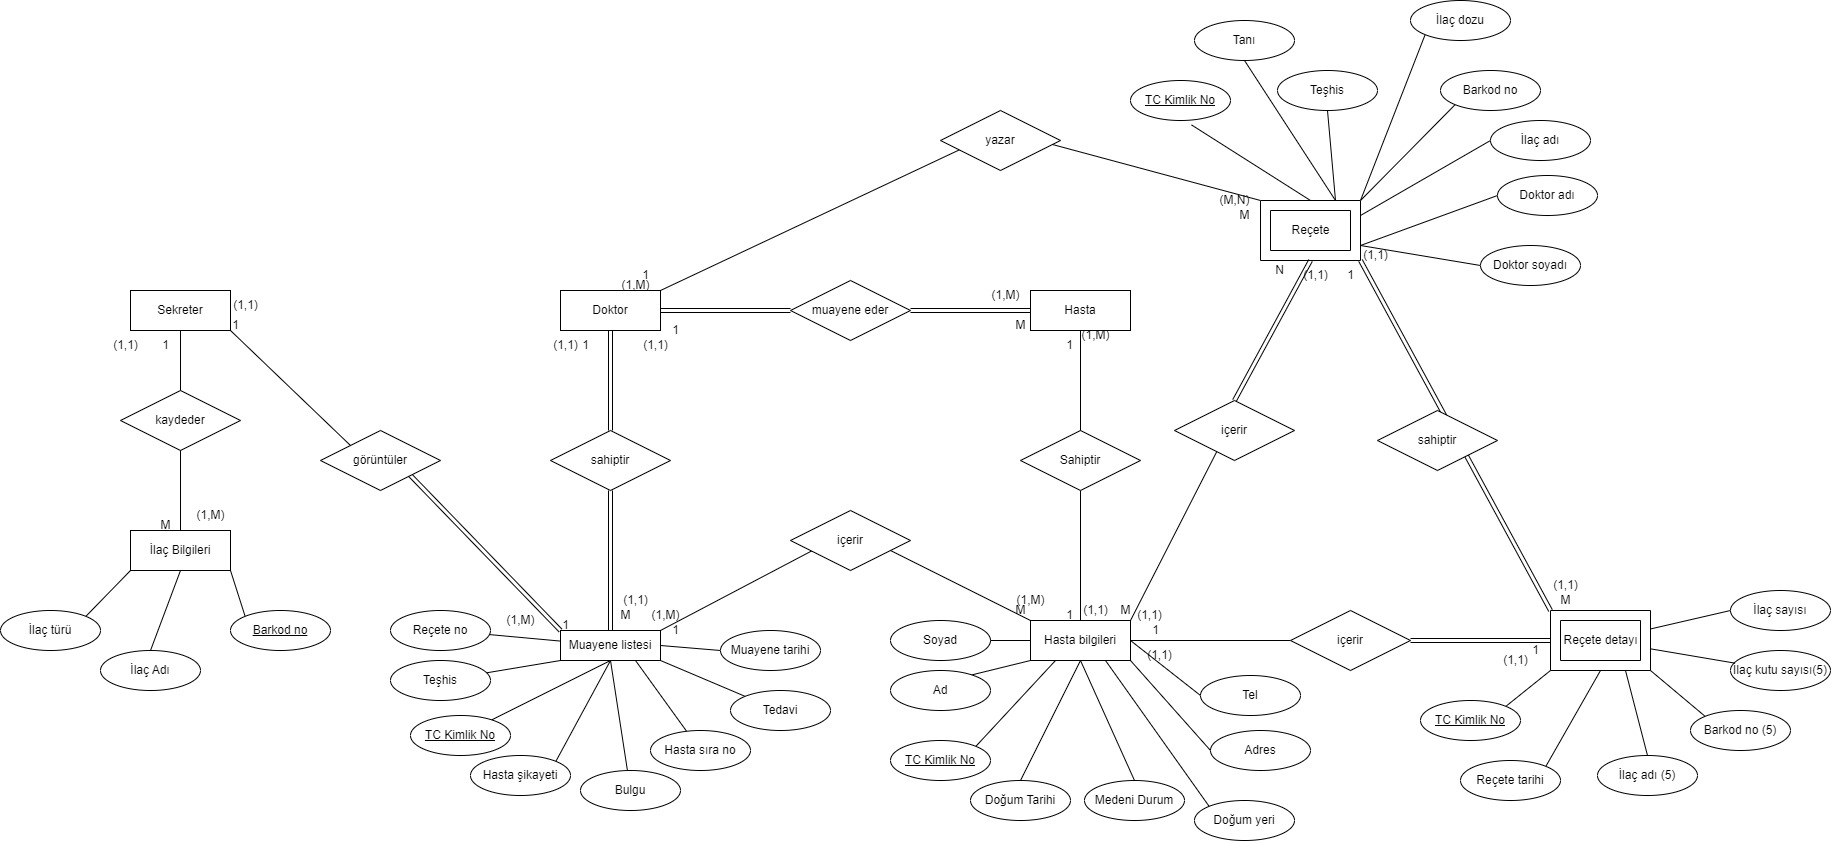 İlaç dozu
Tanı
Teşhis
Barkod no
TC Kimlik No
yazar
İlaç adı
Doktor adı
(M,N)
M
Reçete
Doktor soyadı
(1,1)
N
(1,1)
1
1
(1,M)
Sekreter
(1,1)
1
(1,1)
1
Doktor
muayene eder
(1,M)
Hasta
M
1
(1,1)
1
(1,1)
(1,M)
1
kaydeder
görüntüler
sahiptir
Sahiptir
içerir
sahiptir
(1,M)
M
İlaç Bilgileri
içerir
İlaç türü
İlaç Adı
Barkod no
(1,M)
1
(1,1)
M
(1,M)
1
(1,M)
M
1
(1,1)
M
(1,1)
1
(1,1)
(1,1)
M
Reçete no
Muayene listesi
Muayene tarihi
Teşhis
Tedavi
TC Kimlik No
Hasta sıra no
Hasta şikayeti
Bulgu
Soyad
Hasta bilgileri
içerir
1
(1,1)
Reçete detayı
İlaç sayısı
İlaç kutu sayısı(5)
Ad
Tel
TC Kimlik No
Adres
Doğum Tarihi
Medeni Durum
Doğum yeri
TC Kimlik No
Barkod no (5)
Reçete tarihi
İlaç adı (5)